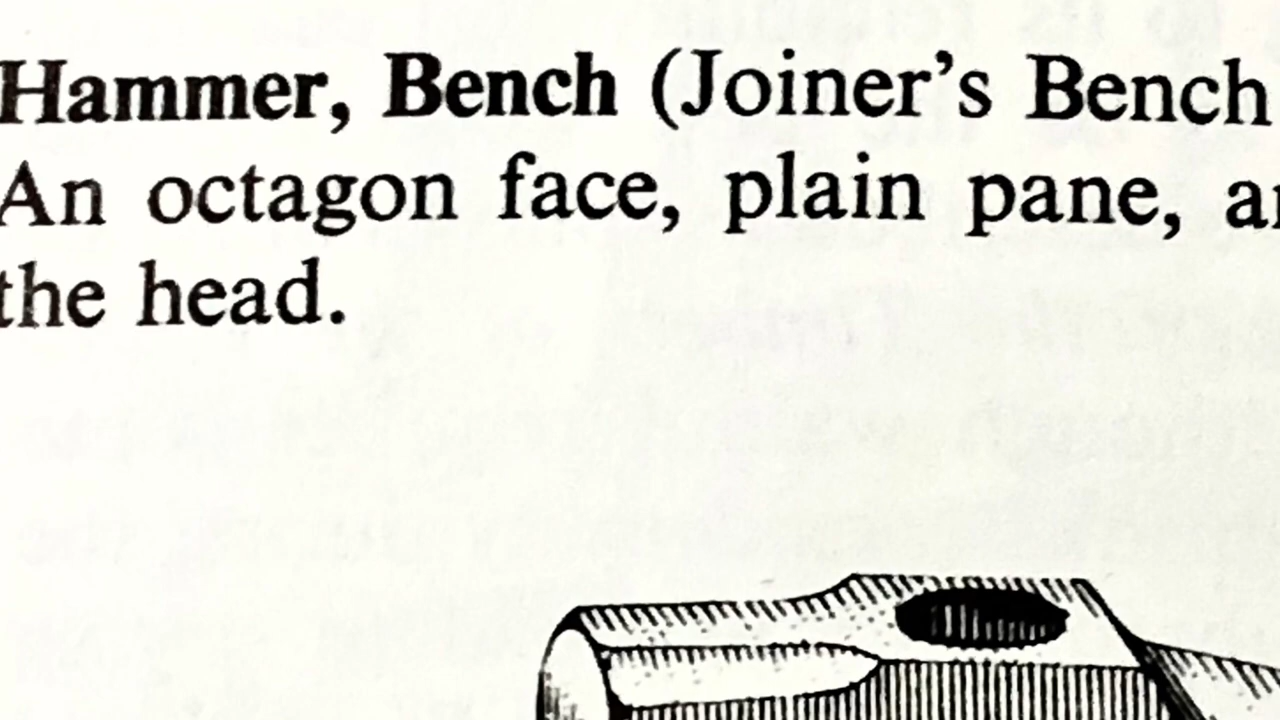 Hammer, Bench (Joiner's Bench
An octagon face, plain pane,
the head.